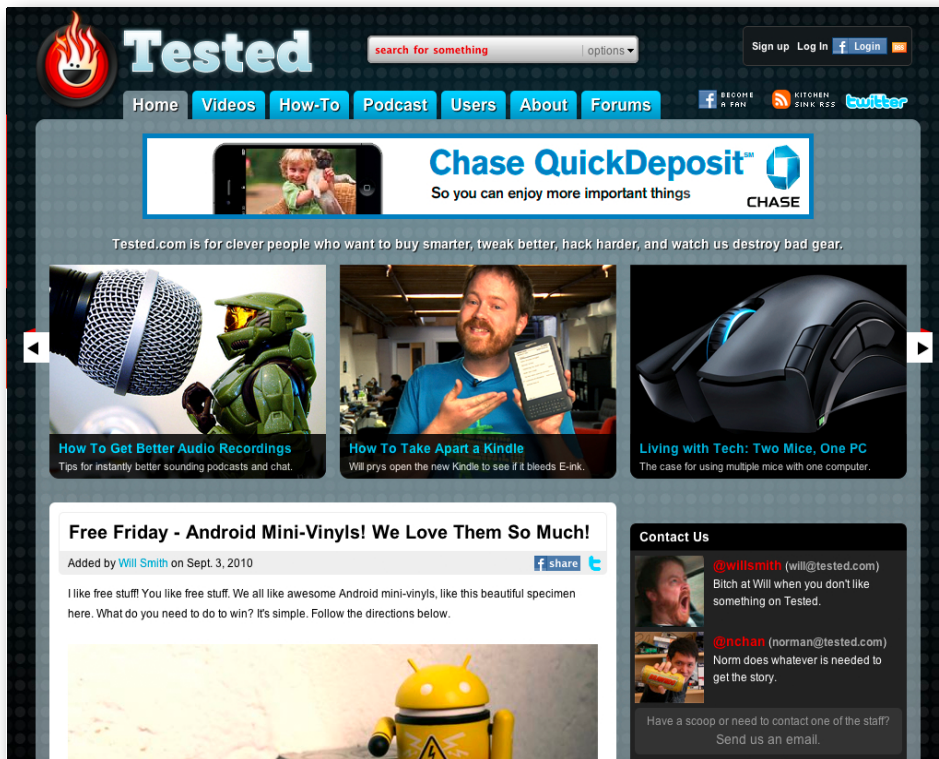 Tested
search for something
options
Sign up Log In f Login
Home Videos How-To Podcast Users About Forums
BECOME A FAN
KITCHEN SINK RSS
twitter
Chase QuickDeposit℠
So you can enjoy more important things
CHASE
Tested.com is for clever people who want to buy smarter, tweak better, hack harder, and watch us destroy bad gear.
How To Get Better Audio Recordings
Tips for instantly better sounding podcasts and chat.
How To Take Apart a Kindle
Will prys open the new Kindle to see if it bleeds E-ink.
Living with Tech: Two Mice, One PC
The case for using multiple mice with one computer.
Free Friday - Android Mini-Vinyls! We Love Them So Much!
Added by Will Smith on Sept. 3, 2010
f share t
I like free stuff! You like free stuff. We all like awesome Android mini-vinyls, like this beautiful specimen
here. What do you need to do to win? It's simple. Follow the directions below.
Contact Us
@willsmith (will@tested.com)
Bitch at Will when you don't like
something on Tested.
@nchan (norman@tested.com)
Norm does whatever is needed to
get the story.
Have a scoop or need to contact one of the staff?
Send us an email.